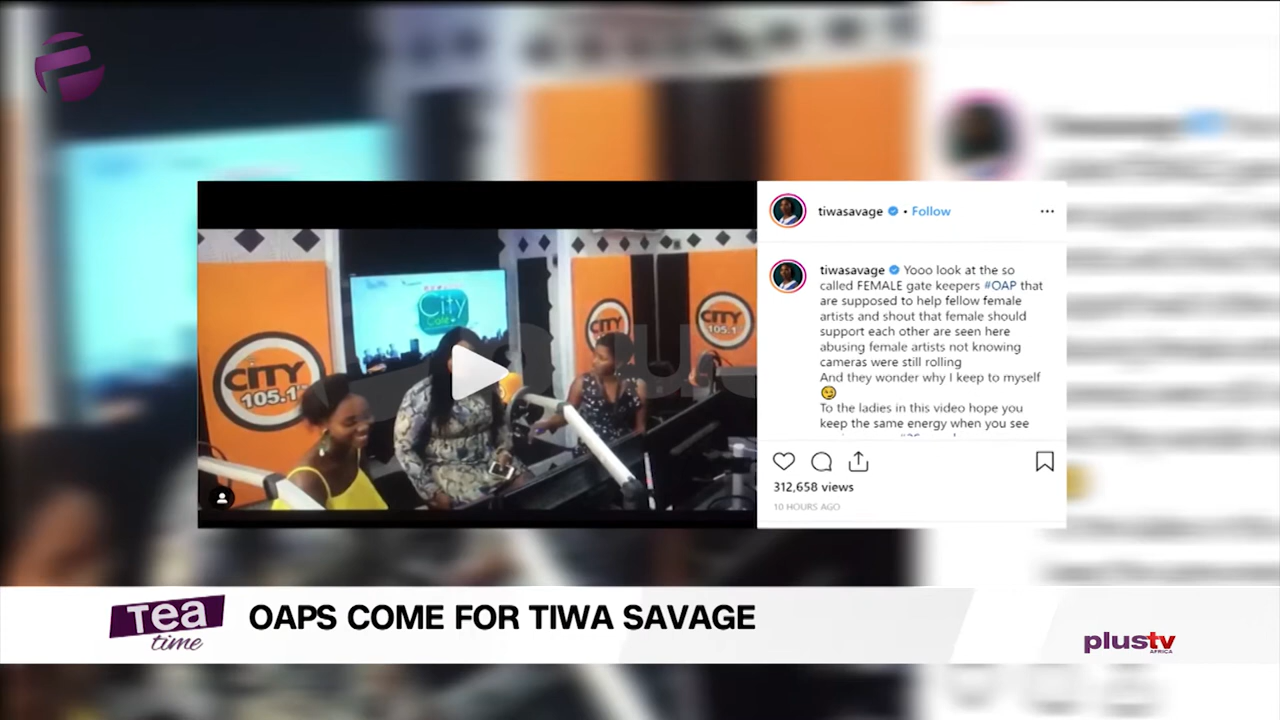 tiwasavage • Follow
tiwasavage Yooo look at the so
called FEMALE gate keepers #OAP that
are supposed to help fellow female
artists and shout that female should
support each other are seen here
abusing female artists not knowing
cameras were still rolling
And they wonder why I keep to myself
😏
To the ladies in this video hope you
keep the same energy when you see
312,658 views
10 HOURS AGO
City
CITY
105.1
CITY
105.1
CITY
105.1
Tea
time
OAPS COME FOR TIWA SAVAGE
plustv
AFRICA